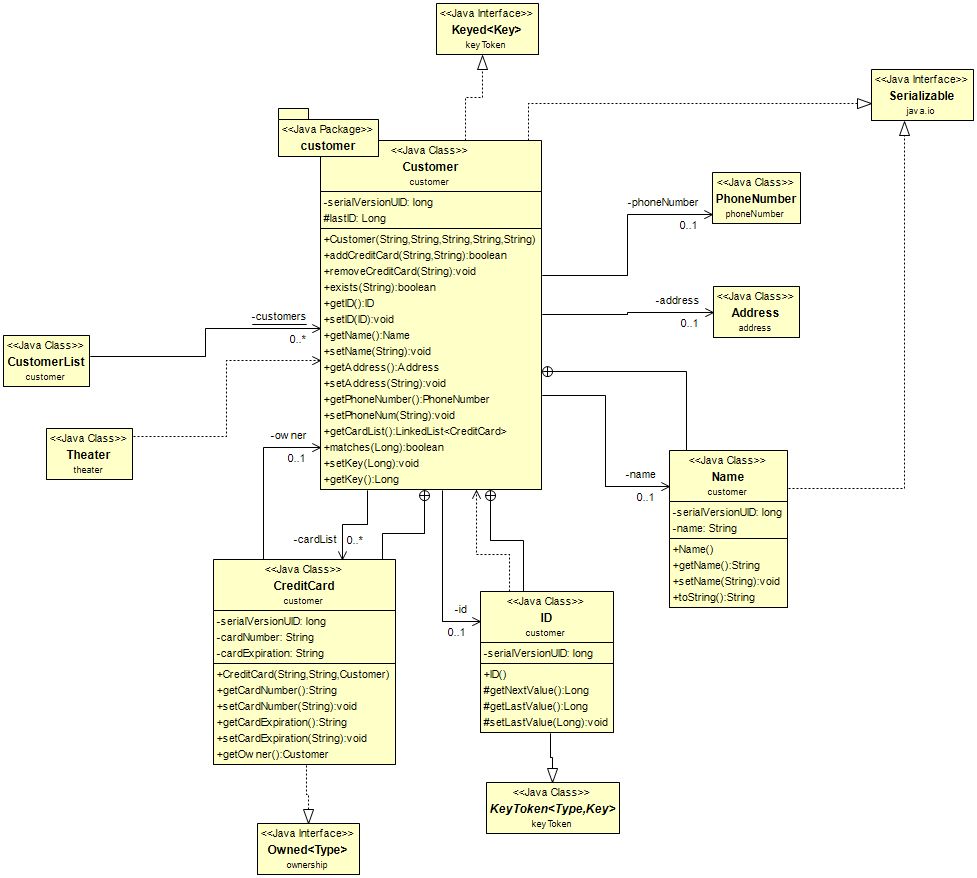 <<Java Interface>>
Keyed<Key>
keyToken
<<Java Interface>>
Serializable
java.io
<<Java Package>>
customer
<<Java Class>>
Customer
customer
-serialVersionUID: long
#lastID: Long
+Customer(String,String,String,String,String)
+addCreditCard(String,String):boolean
+removeCreditCard(String):void
+exists(String):boolean
+getID():ID
+setID(ID):void
+getName():Name
+setName(String):void
+getAddress():Address
+setAddress(String):void
+getPhoneNumber():PhoneNumber
+setPhoneNum(String):void
+getCardList():LinkedList<CreditCard>
+matches(Long):boolean
+setKey(Long):void
+getKey():Long
<<Java Class>>
PhoneNumber
phoneNumber
-phoneNumber
0..1
<<Java Class>>
Address
address
-address
0..1
-customers
0..*
<<Java Class>>
CustomerList
customer
<<Java Class>>
Theater
theater
-owner
0..1
-name
0..1
<<Java Class>>
Name
customer
-serialVersionUID: long
-name: String
+Name()
+getName():String
+setName(String):void
+toString():String
-cardList
0..*
<<Java Class>>
CreditCard
customer
-serialVersionUID: long
-cardNumber: String
-cardExpiration: String
+CreditCard(String,String,Customer)
+getCardNumber():String
+setCardNumber(String):void
+getCardExpiration():String
+setCardExpiration(String):void
+getOwner():Customer
-id
0..1
<<Java Class>>
ID
customer
-serialVersionUID: long
+ID()
#getNextValue():Long
#getLastValue():Long
#setLastValue(Long):void
<<Java Class>>
KeyToken<Type,Key>
keyToken
<<Java Interface>>
Owned<Type>
ownership